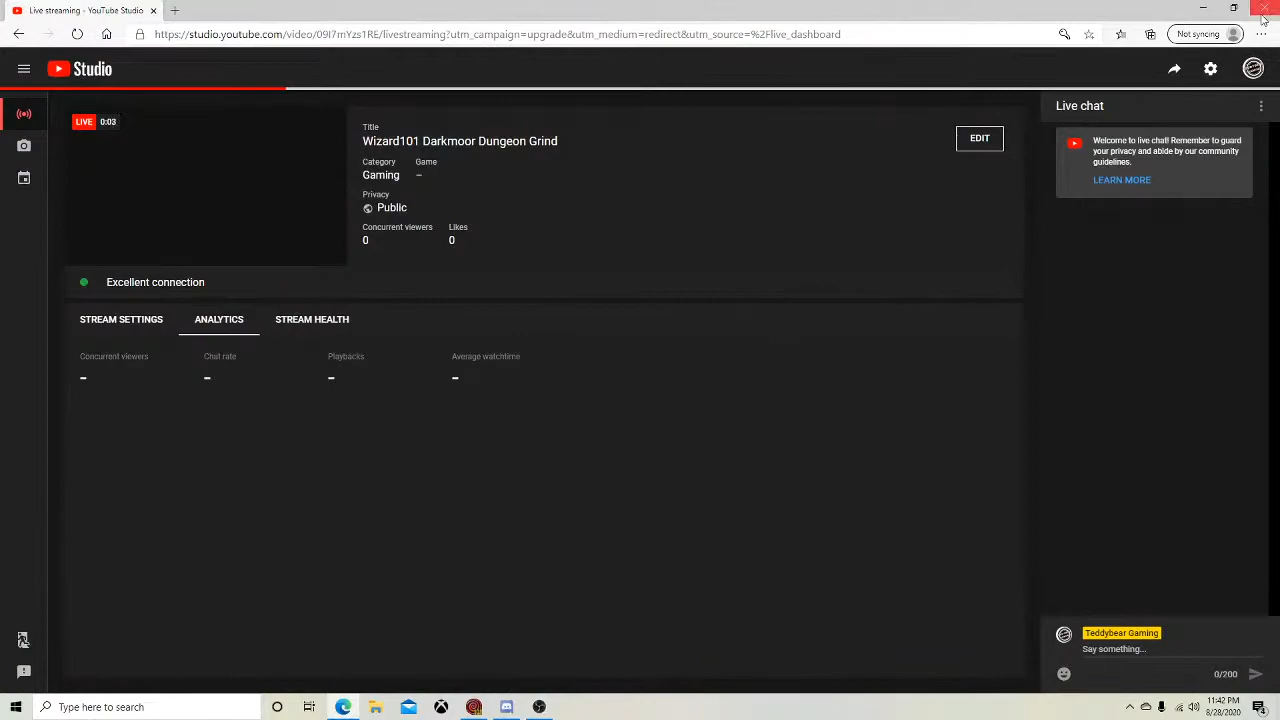 Live streaming - YouTube Studio
https://studio.youtube.com/video/09I7mYzs1RE/livestreaming?utm_campaign=upgrade&utm_medium=redirect&utm_source=%2Flive_dashboard
Not syncing
Studio
LIVE 0:03
Title
Wizard101 Darkmoor Dungeon Grind
EDIT
Category Game
Gaming –
Privacy
Public
Concurrent viewers Likes
0 0
Excellent connection
STREAM SETTINGS ANALYTICS STREAM HEALTH
Concurrent viewers Chat rate Playbacks Average watchtime
– – – –
Live chat
Welcome to live chat! Remember to guard
your privacy and abide by our community
guidelines.
LEARN MORE
Teddybear Gaming
Say something...
0/200
Type here to search
11:42 PM
8/28/2020